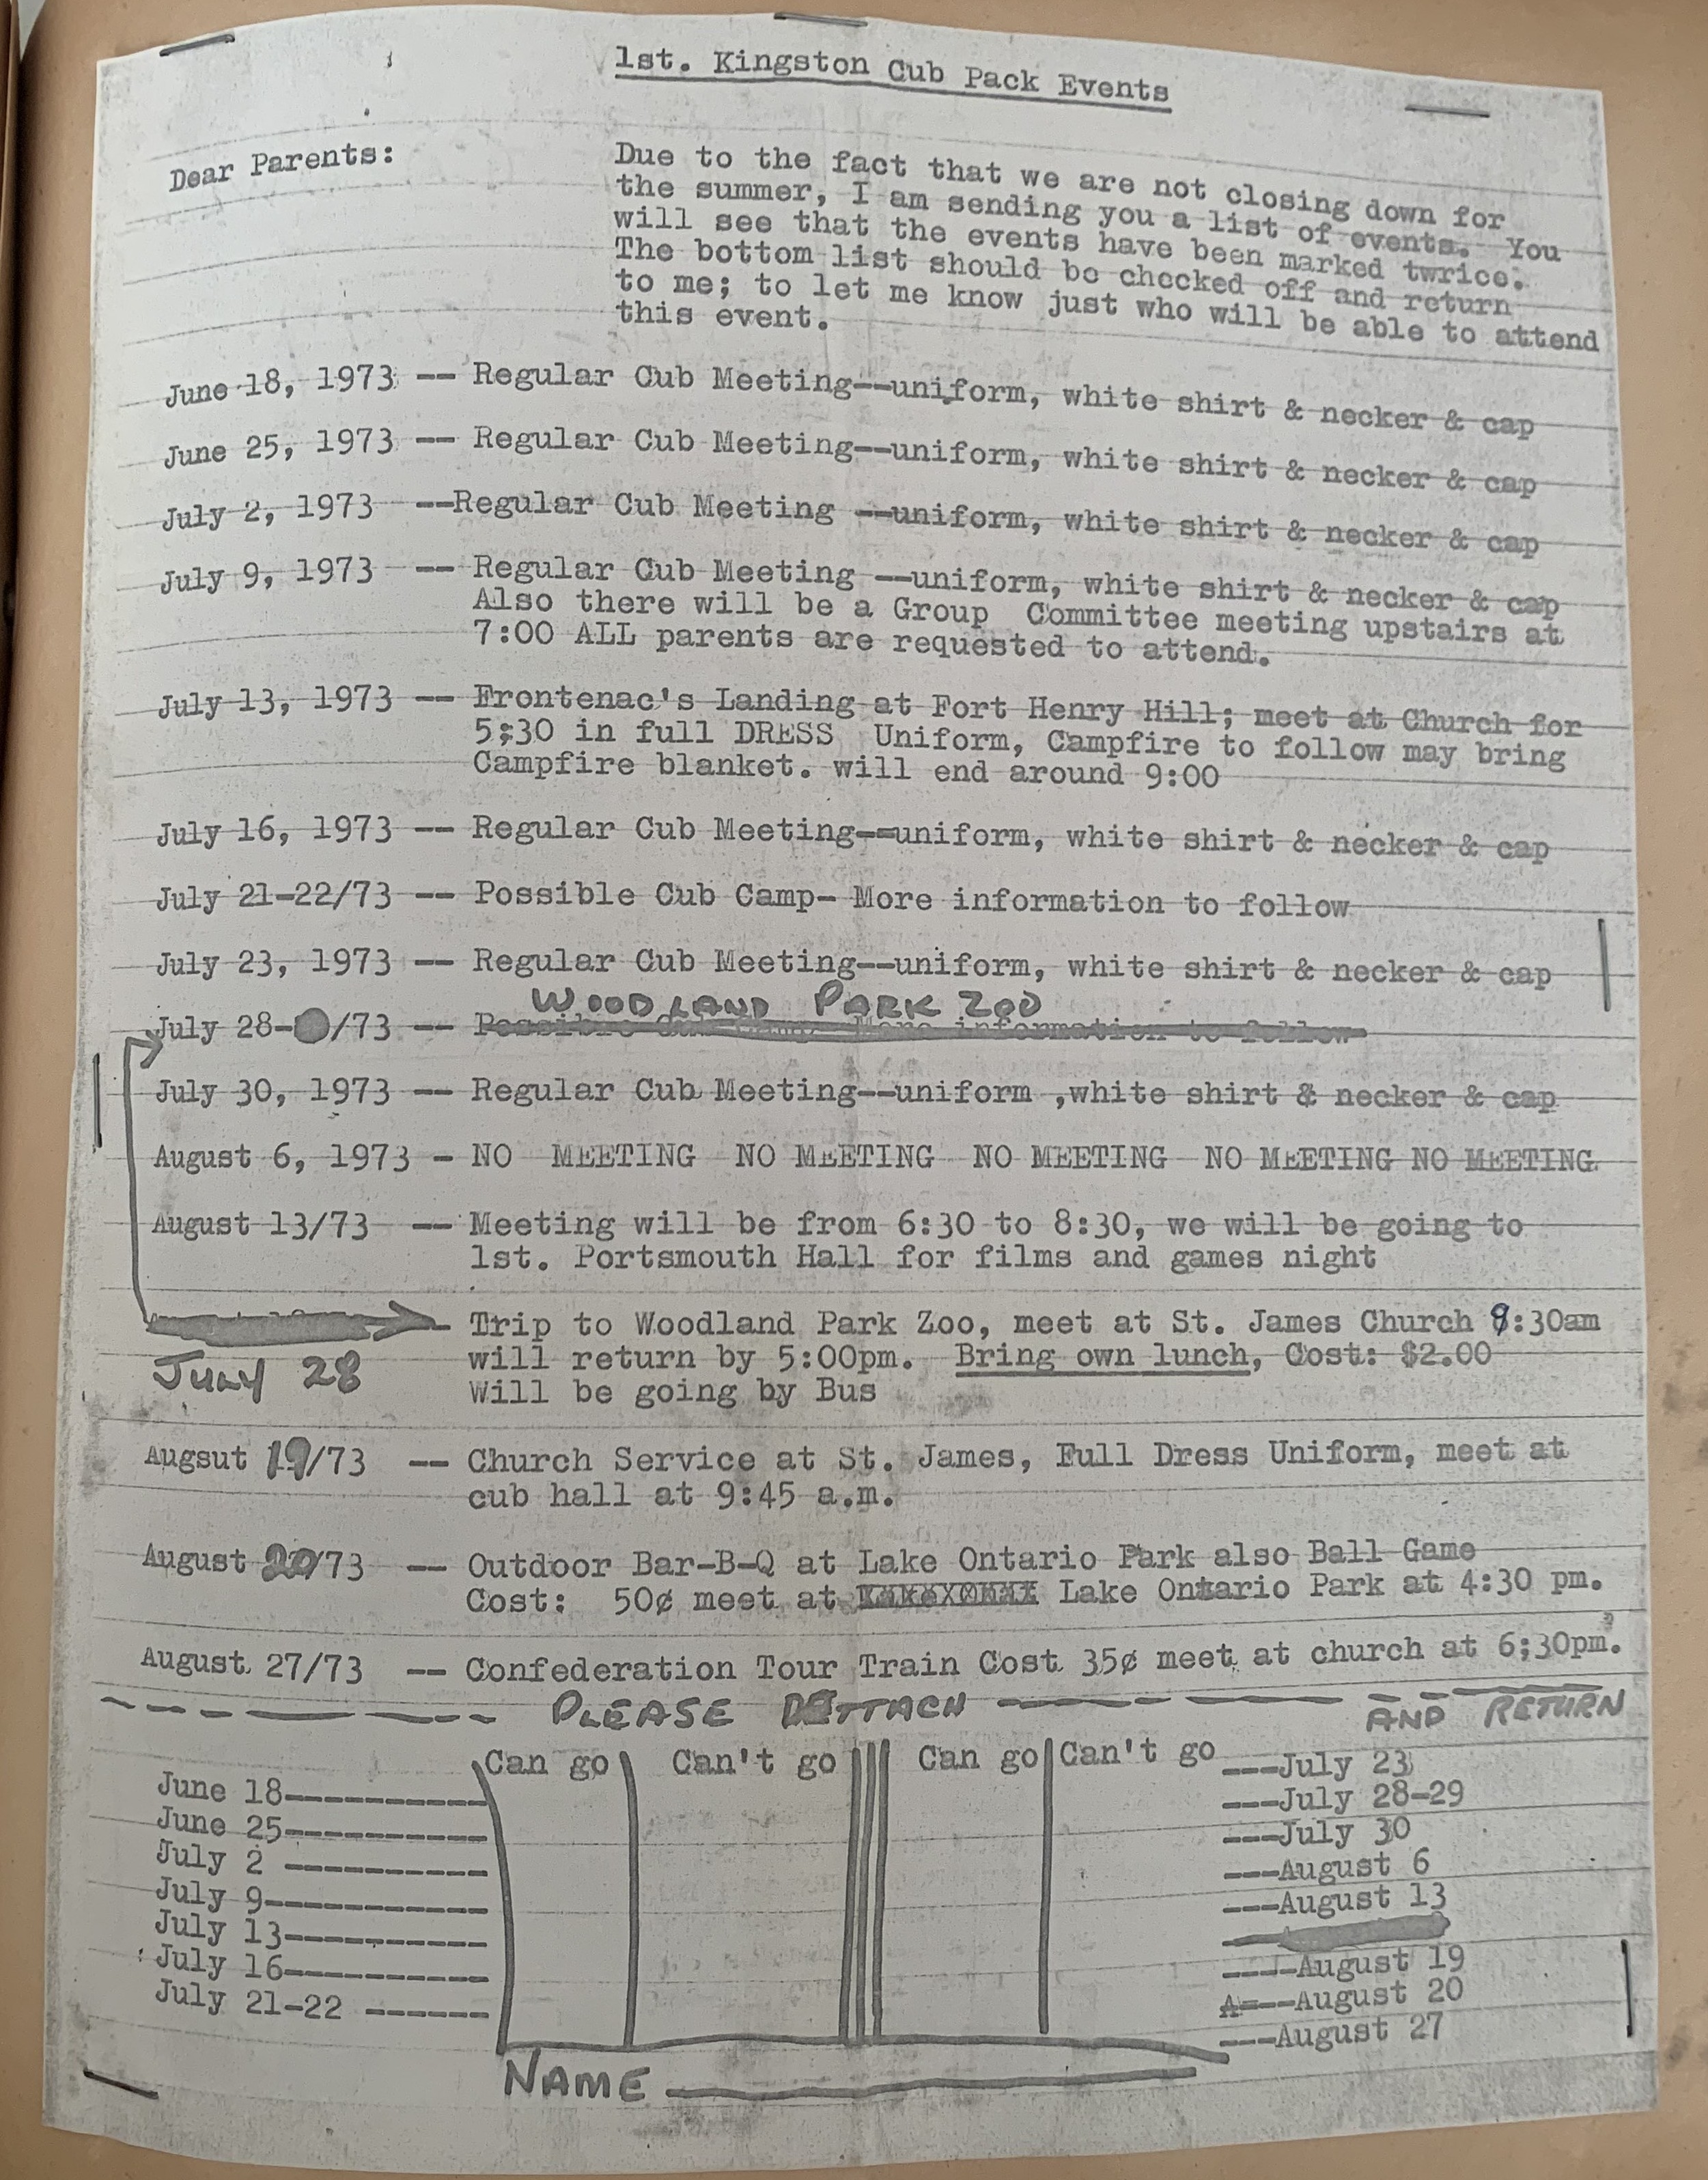 1st. Kingston Cub Pack Events
Dear Parents:
Due to the fact that we are not closing down for
the summer, I am sending you a list of events. You
will see that the events have been marked twrice.
The bottom list should be checked off and return
to me; to let me know just who will be able to attend
this event.
June 18, 1973 -- Regular Cub Meeting--uniform, white shirt & necker & cap
June 25, 1973 -- Regular Cub Meeting--uniform, white shirt & necker & cap
July 2, 1973 --Regular Cub Meeting --uniform, white shirt & necker & cap
July 9, 1973 -- Regular Cub Meeting --uniform, white shirt & necker & cap
Also there will be a Group Committee meeting upstairs at
7:00 ALL parents are requested to attend.
July 13, 1973 -- Frontenac's Landing at Fort Henry Hill; meet at Church for
5;30 in full DRESS Uniform, Campfire to follow may bring
Campfire blanket. will end around 9:00
July 16, 1973 -- Regular Cub Meeting--uniform, white shirt & necker & cap
July 21-22/73 -- Possible Cub Camp- More information to follow
July 23, 1973 -- Regular Cub Meeting--uniform, white shirt & necker & cap
WOODLAND PARK ZOO
July 28- /73 -- Possible Cub Camp- More information to follow
July 30, 1973 -- Regular Cub Meeting--uniform ,white shirt & necker & cap
August 6, 1973 - NO MEETING NO MEETING NO MEETING NO MEETING NO MEETING
August 13/73 -- Meeting will be from 6:30 to 8:30, we will be going to
1st. Portsmouth Hall for films and games night
Trip to Woodland Park Zoo, meet at St. James Church 9:30am
will return by 5:00pm. Bring own lunch, Cost: $2.00
JULY 28
Will be going by Bus
Augsut 19/73 -- Church Service at St. James, Full Dress Uniform, meet at
cub hall at 9:45 a.m.
August 20/73 -- Outdoor Bar-B-Q at Lake Ontario Park also Ball Game
Cost: 50¢ meet at Lake Ontario Park at 4:30 pm.
August 27/73 -- Confederation Tour Train Cost 35¢ meet at church at 6;30pm.
PLEASE DETTACH AND RETURN
Can go Can't go Can go Can't go
June 18------------
June 25-----------
July 2 -----------
July 9------------
July 13-----------
July 16-----------
July 21-22 ------
---July 23
---July 28-29
---July 30
---August 6
---August 13
----August 19
A=---August 20
---August 27
NAME